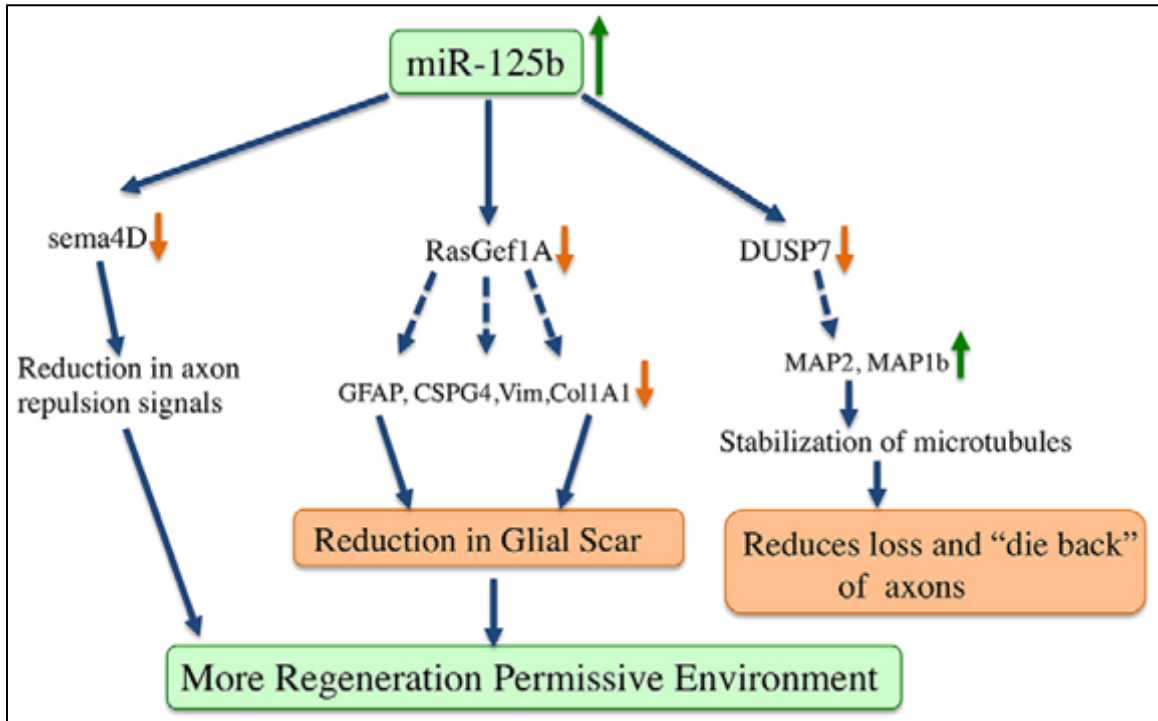 miR-125b
sema4D
RasGef1A
DUSP7
Reduction in axon
repulsion signals
GFAP, CSPG4,Vim,Col1A1
MAP2, MAP1b
Stabilization of microtubules
Reduction in Glial Scar
Reduces loss and “die back”
of axons
More Regeneration Permissive Environment